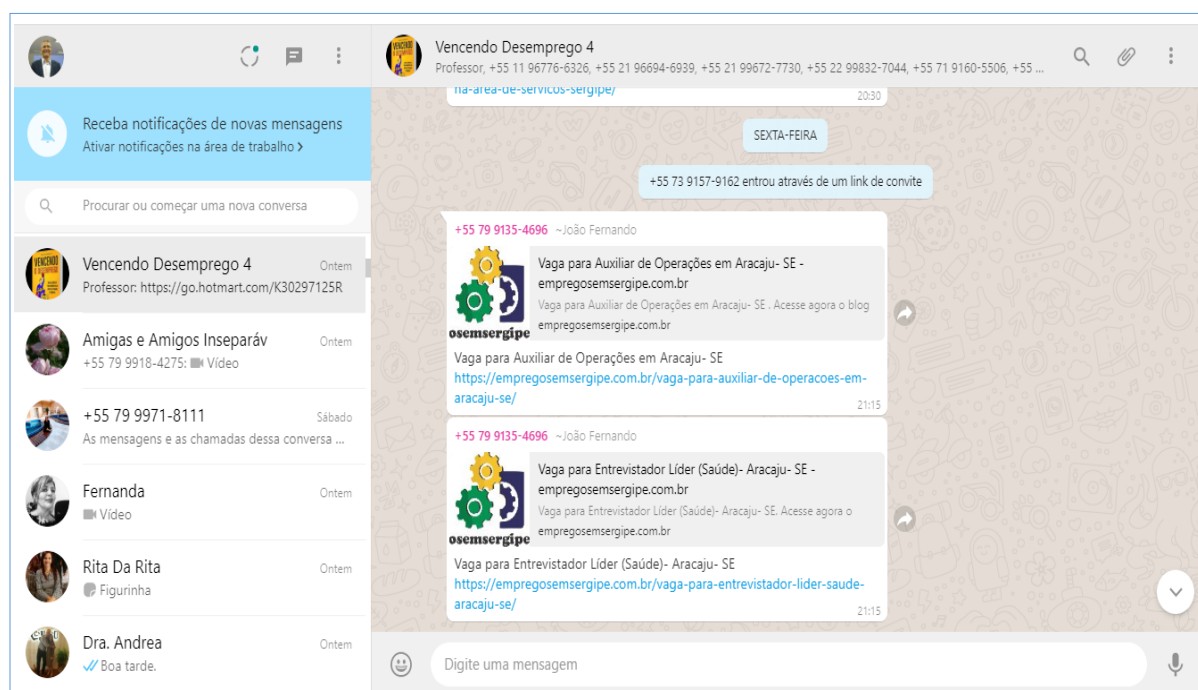 Vencendo Desemprego 4
Professor, +55 11 96776-6326, +55 21 96694-6939, +55 21 99672-7730, +55 22 99832-7044, +55 71 9160-5506, +55 ...
Receba notificações de novas mensagens
Ativar notificações na área de trabalho >
Procurar ou começar uma nova conversa
Vencendo Desemprego 4
Ontem
Professor: https://go.hotmart.com/K30297125R
Amigas e Amigos Inseparáv
Ontem
+55 79 9918-4275: Vídeo
+55 79 9971-8111
Sábado
As mensagens e as chamadas dessa conversa ...
Fernanda
Ontem
Vídeo
Rita Da Rita
Ontem
Figurinha
Dra. Andrea
Ontem
Boa tarde.
na-area-de-servicos-sergipe/
20:30
SEXTA-FEIRA
+55 73 9157-9162 entrou através de um link de convite
+55 79 9135-4696 ~João Fernando
osemsergipe
Vaga para Auxiliar de Operações em Aracaju- SE -
empregosemsergipe.com.br
Vaga para Auxiliar de Operações em Aracaju- SE . Acesse agora o blog
empregosemsergipe.com.br
Vaga para Auxiliar de Operações em Aracaju- SE
https://empregosemsergipe.com.br/vaga-para-auxiliar-de-operacoes-em-
aracaju-se/
21:15
+55 79 9135-4696 ~João Fernando
osemsergipe
Vaga para Entrevistador Líder (Saúde)- Aracaju- SE -
empregosemsergipe.com.br
Vaga para Entrevistador Líder (Saúde)- Aracaju- SE. Acesse agora o
empregosemsergipe.com.br
Vaga para Entrevistador Líder (Saúde)- Aracaju- SE
https://empregosemsergipe.com.br/vaga-para-entrevistador-lider-saude-
aracaju-se/
21:15
Digite uma mensagem